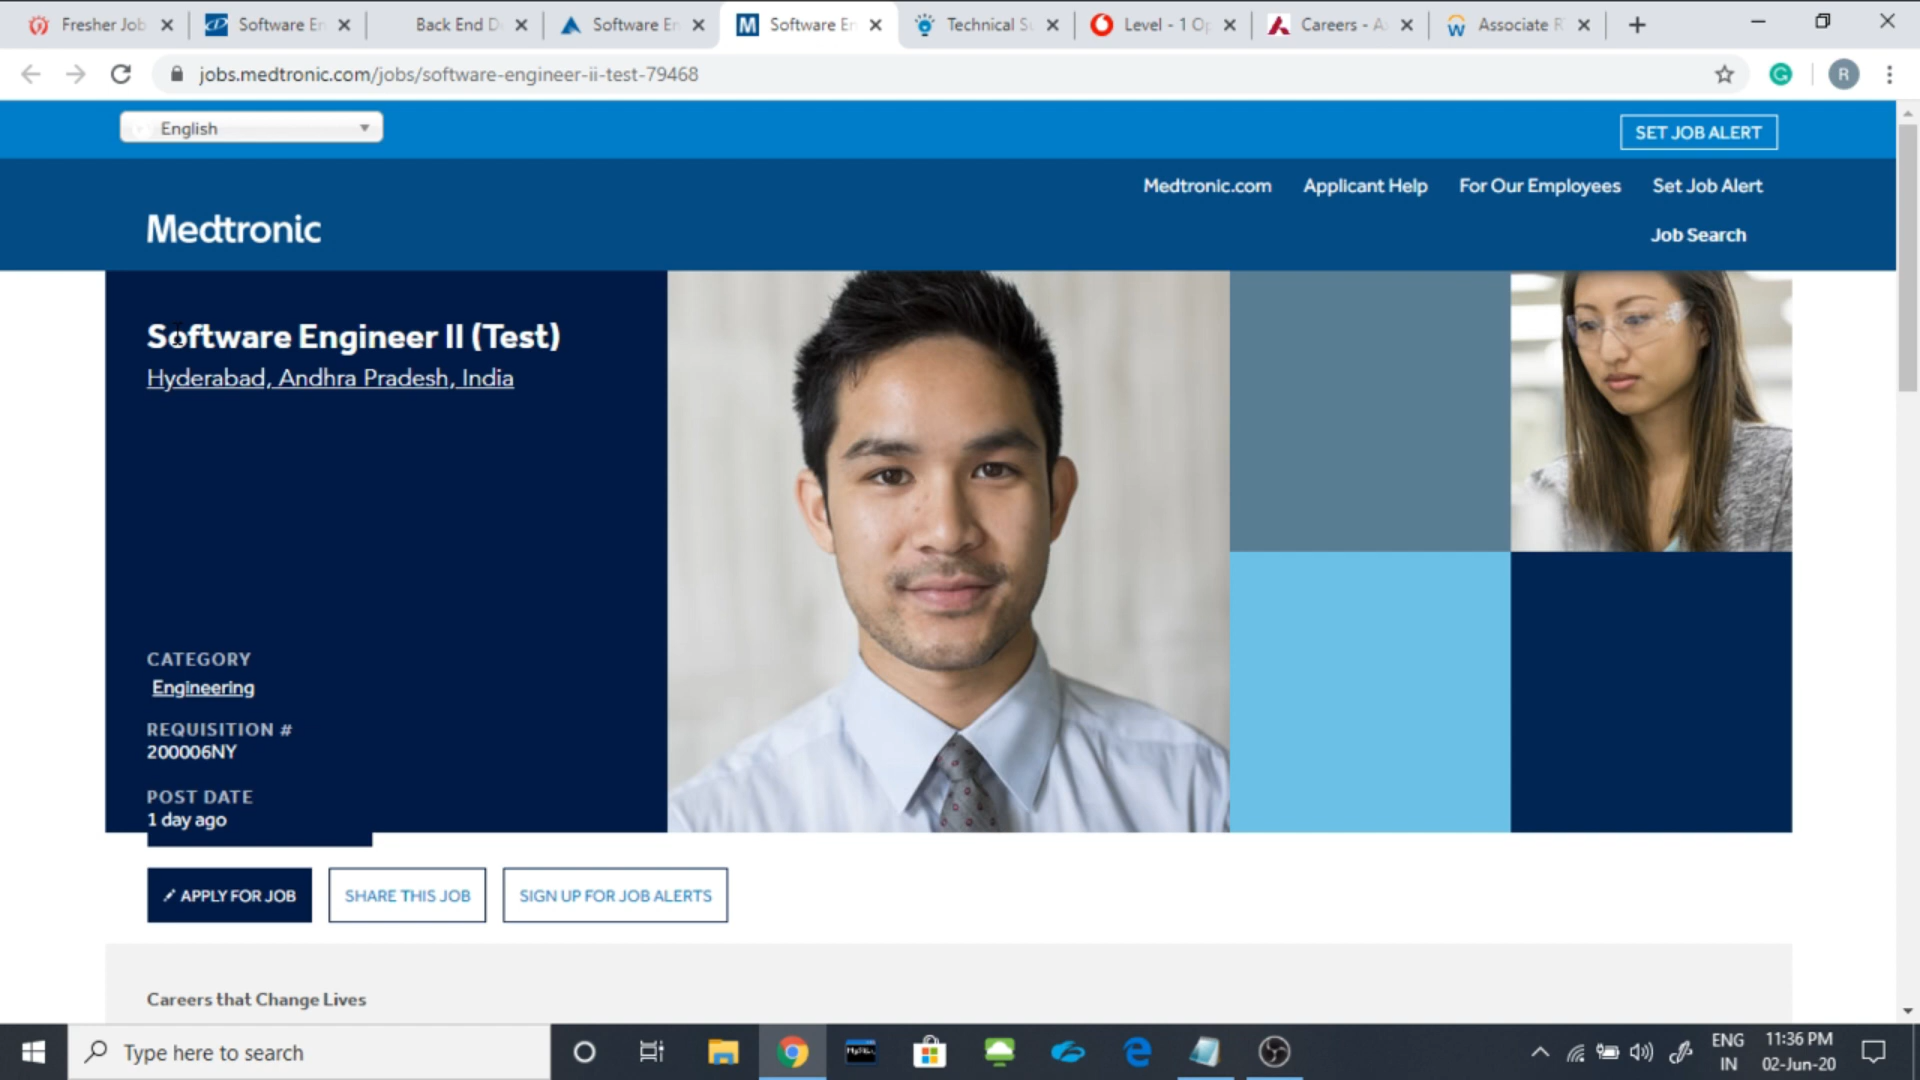 Fresher Job
Software En
Back End D
Software En
M Software En
Technical Su
Level - 1 Op
Careers - A
Associate R
jobs.medtronic.com/jobs/software-engineer-ii-test-79468
G
R
English
SET JOB ALERT
Medtronic.com
Applicant Help
For Our Employees
Set Job Alert
Medtronic
Job Search
Software Engineer II (Test)
Hyderabad, Andhra Pradesh, India
CATEGORY
Engineering
REQUISITION #
200006NY
POST DATE
1 day ago
APPLY FOR JOB
SHARE THIS JOB
SIGN UP FOR JOB ALERTS
Careers that Change Lives
Type here to search
ENG
IN
11:36 PM
02-Jun-20